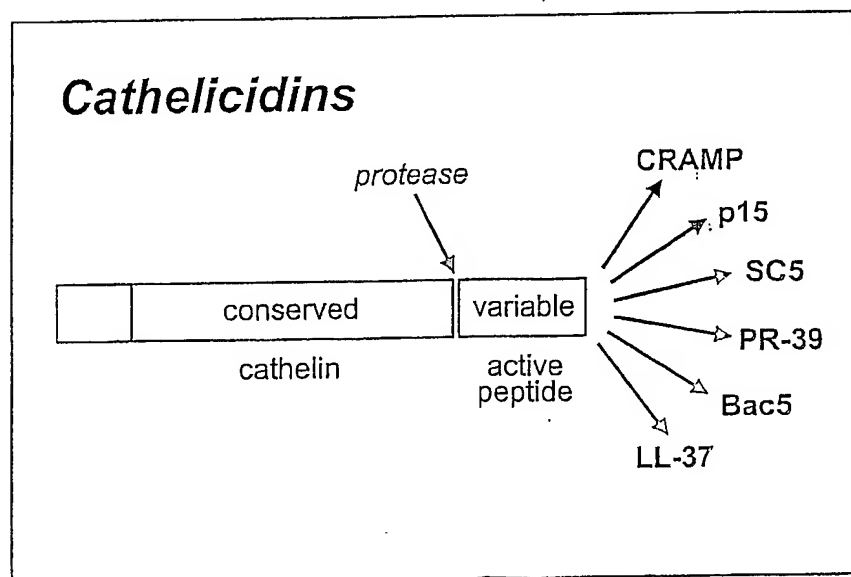 Cathelicidins
protease
CRAMP
p15
SC5
conserved
variable
PR-39
cathelin
active
peptide
Bac5
LL-37